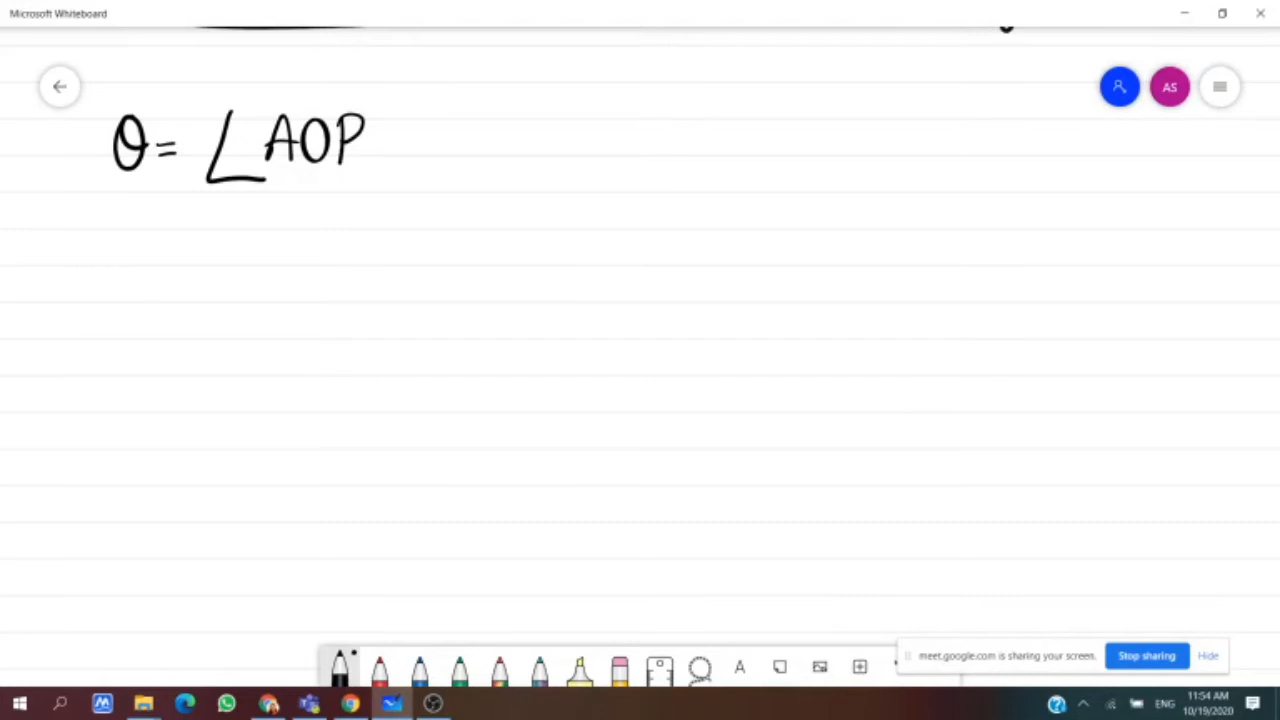 Microsoft Whiteboard
AS
θ = ∠AOP
meet.google.com is sharing your screen.
Stop sharing
Hide
A
ENG
11:54 AM
10/19/2020